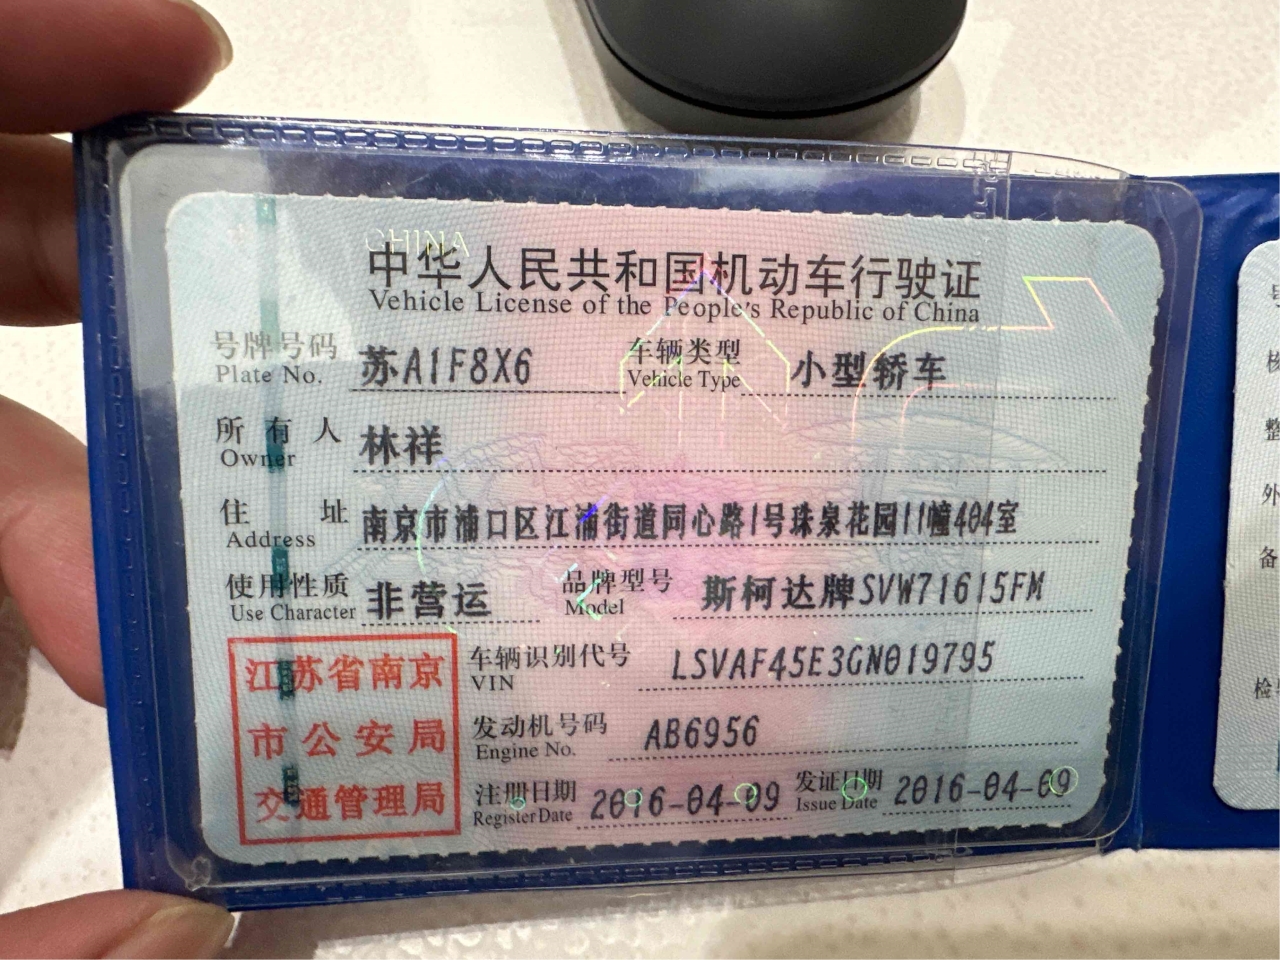 CHINA
中华人民共和国机动车行驶证
Vehicle License of the People's Republic of China
号牌号码 苏A1F8X6 车辆类型 小型轿车
Plate No. Vehicle Type
所有人 林祥
Owner
住址 南京市浦口区江浦街道同心路1号珠泉花园11幢404室
Address
使用性质 非营运 品牌型号 斯柯达牌SVW71615FM
Use Character Model
江苏省南京
市公安局
交通管理局
车辆识别代号 LSVAF45E3GN019795
VIN
发动机号码 AB6956
Engine No.
注册日期 2016-04-09 发证日期 2016-04-09
Register Date Issue Date
号
核
整
外
备
检